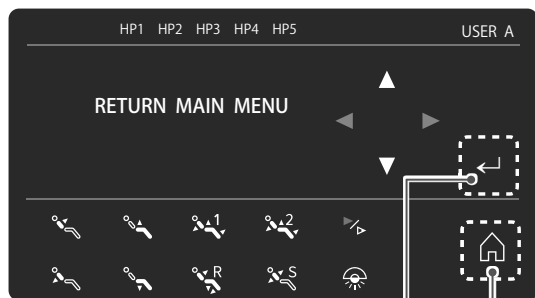 HP1 HP2 HP3 HP4 HP5 USER A
RETURN MAIN MENU
1 2
R S